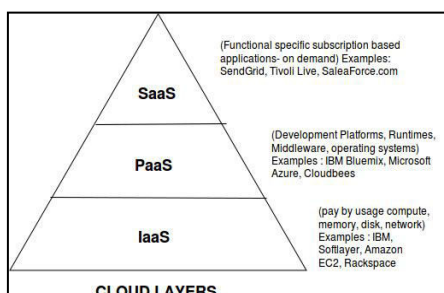 (Functional specific subscription based
applications- on demand) Examples:
SendGrid, Tivoli Live, SaleaForce.com
SaaS
(Development Platforms, Runtimes,
Middleware, operating systems)
Examples : IBM Bluemix, Microsoft
Azure, Cloudbees
PaaS
(pay by usage compute,
memory, disk, network)
Examples : IBM,
Softlayer, Amazon
EC2, Rackspace
IaaS
CLOUD LAYERS